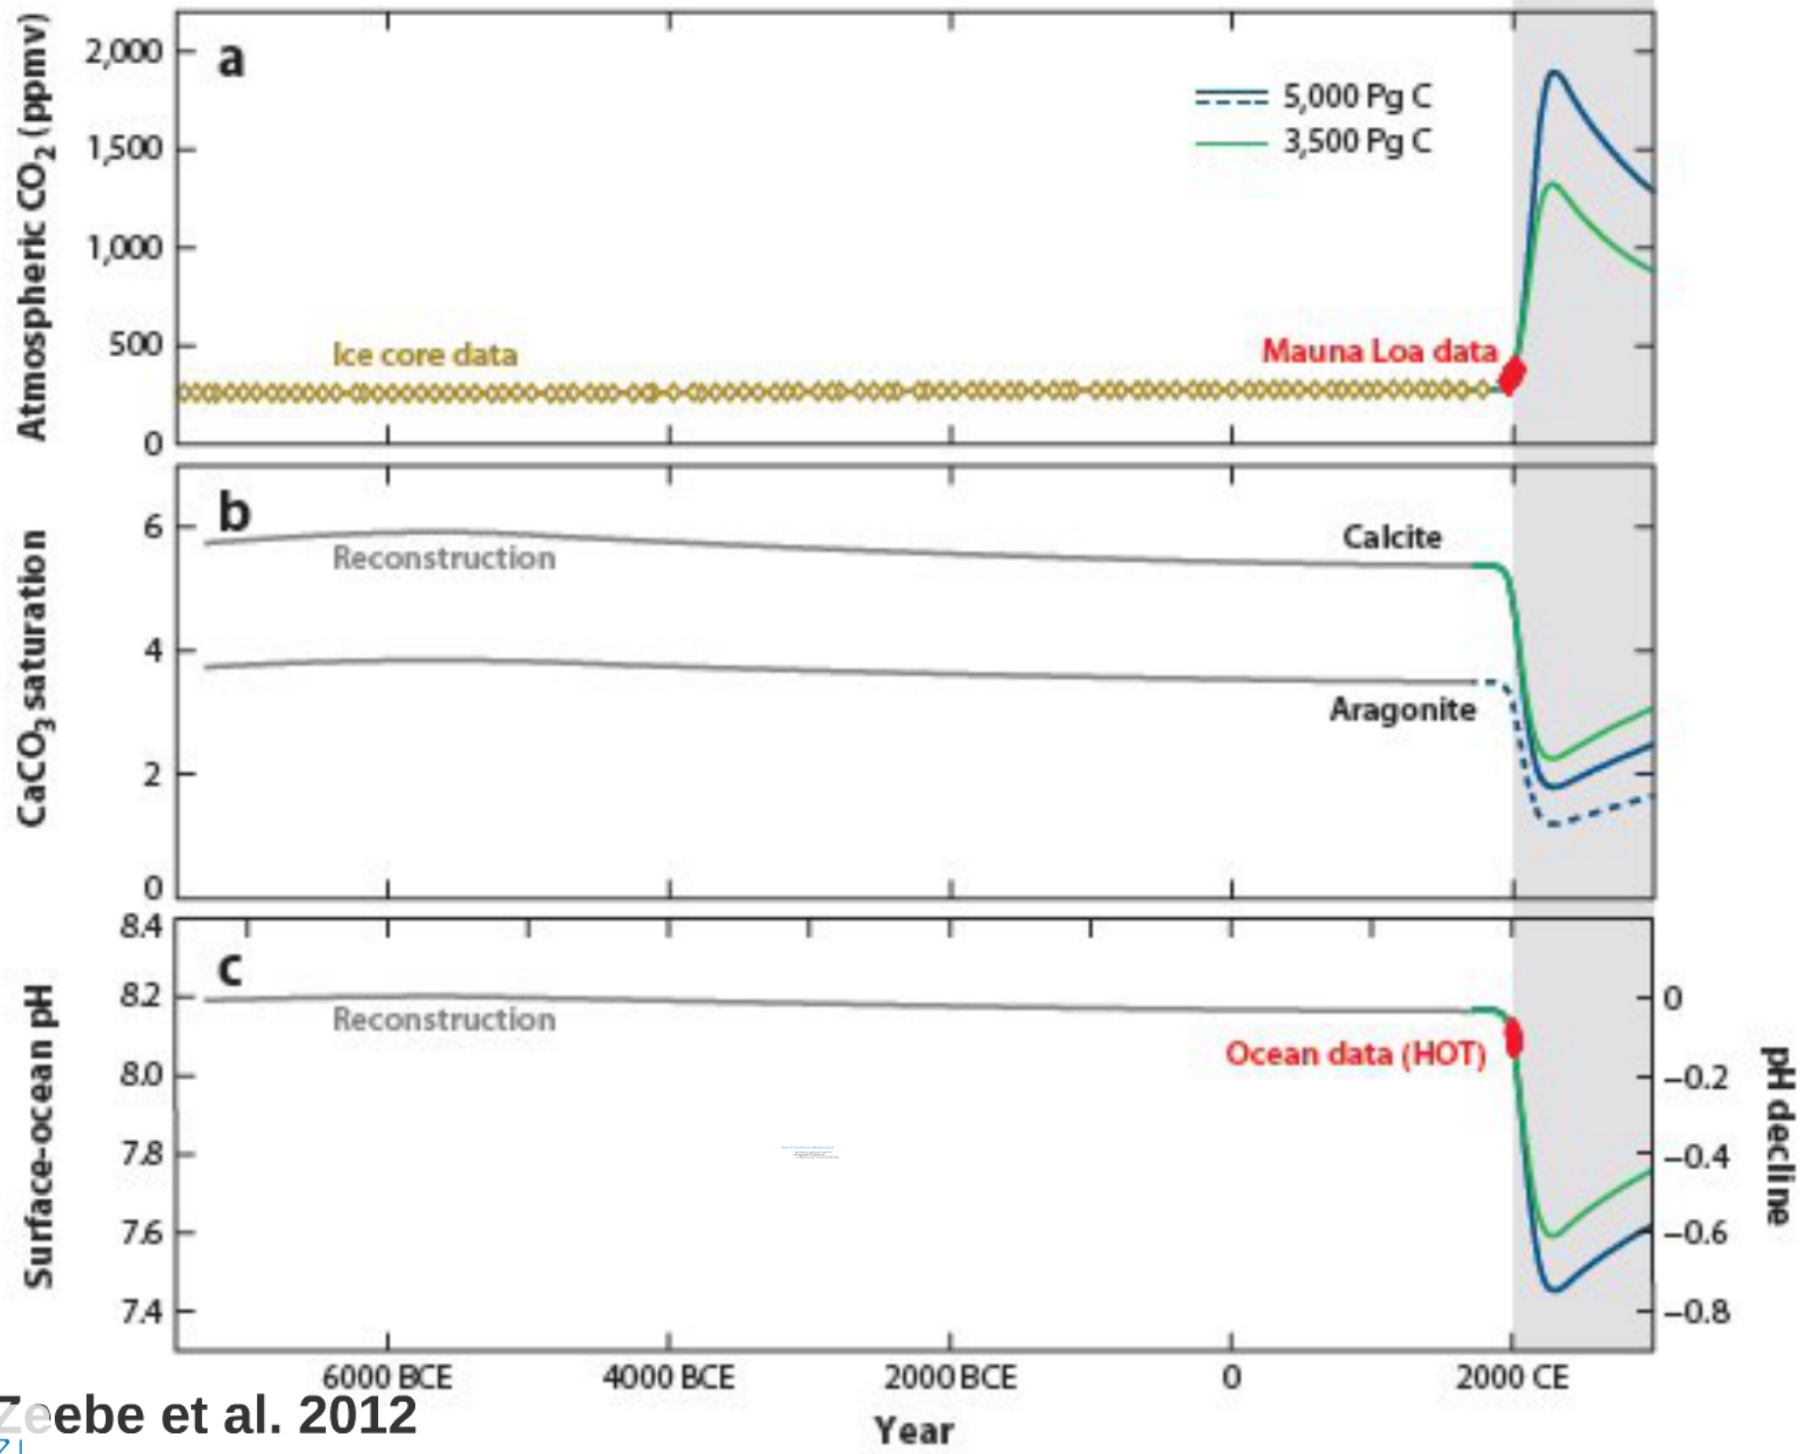 a
Atmospheric CO2 (ppmv)
2,000
1,500
1,000
500
0
5,000 Pg C
3,500 Pg C
Ice core data
Mauna Loa data
b
CaCO3 saturation
6
4
2
0
Calcite
Reconstruction
Aragonite
c
Surface-ocean pH
8.4
8.2
8.0
7.8
7.6
7.4
Reconstruction
Ocean data (HOT)
0
−0.2
−0.4
−0.6
−0.8
pH decline
6000 BCE
4000 BCE
2000 BCE
0
2000 CE
Year
Zeebe et al. 2012